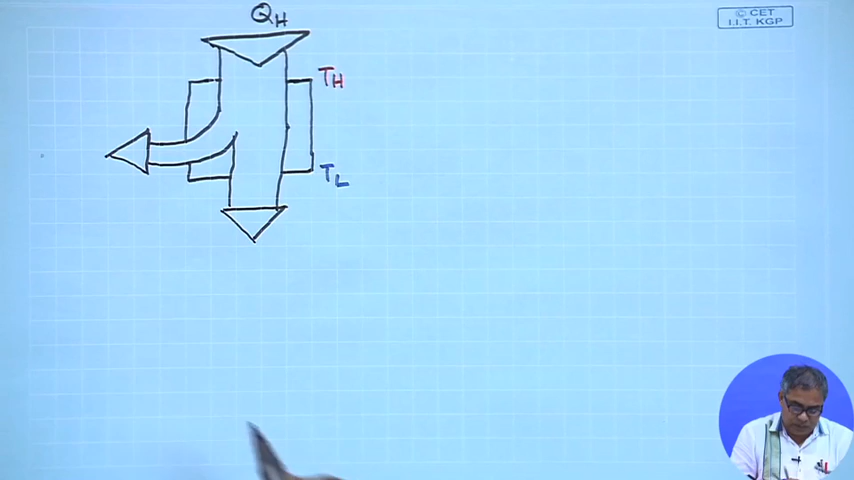 Q_H
© CET
I.I.T. KGP
T_H
T_L